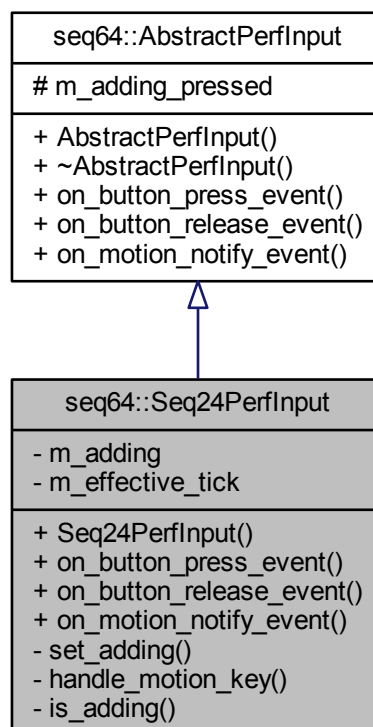 seq64::AbstractPerfInput
# m_adding_pressed
+ AbstractPerfInput()
+ ~AbstractPerfInput()
+ on_button_press_event()
+ on_button_release_event()
+ on_motion_notify_event()
seq64::Seq24PerfInput
- m_adding
- m_effective_tick
+ Seq24PerfInput()
+ on_button_press_event()
+ on_button_release_event()
+ on_motion_notify_event()
- set_adding()
- handle_motion_key()
- is_adding()